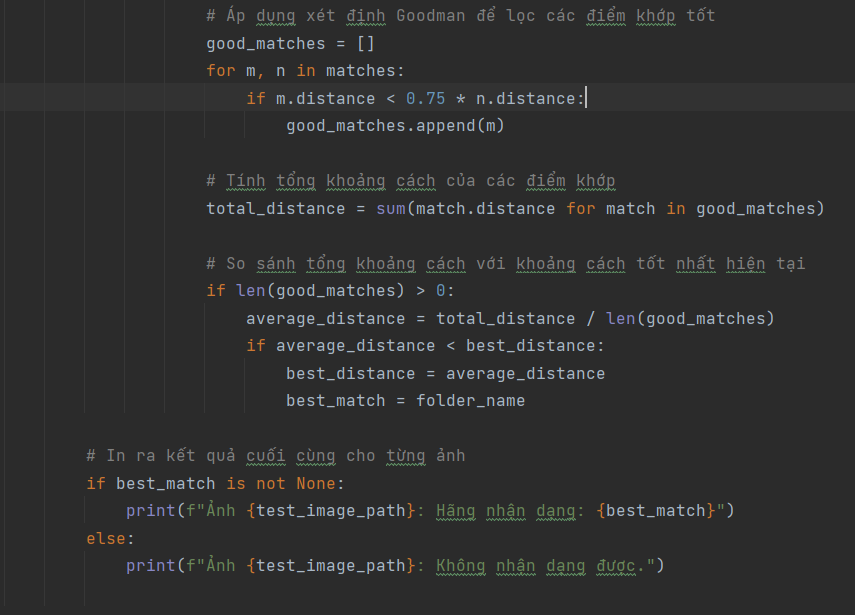 # Áp dụng xét định Goodman để lọc các điểm khớp tốt
good_matches = []
for m, n in matches:
    if m.distance < 0.75 * n.distance:
        good_matches.append(m)

# Tính tổng khoảng cách của các điểm khớp
total_distance = sum(match.distance for match in good_matches)

# So sánh tổng khoảng cách với khoảng cách tốt nhất hiện tại
if len(good_matches) > 0:
    average_distance = total_distance / len(good_matches)
    if average_distance < best_distance:
        best_distance = average_distance
        best_match = folder_name

# In ra kết quả cuối cùng cho từng ảnh
if best_match is not None:
    print(f"Ảnh {test_image_path}: Hãng nhận dạng: {best_match}")
else:
    print(f"Ảnh {test_image_path}: Không nhận dạng được.")